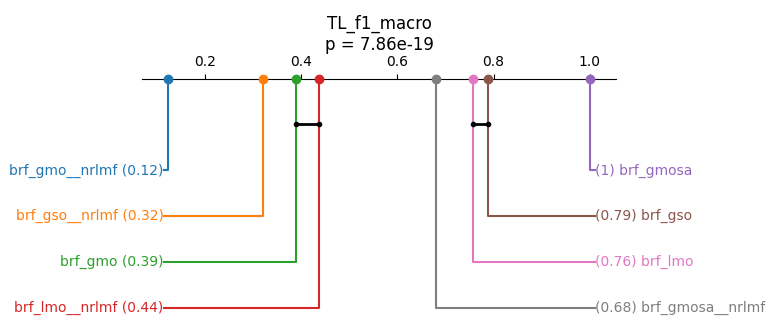 TL_f1_macro
p = 7.86e-19
0.2 0.4 0.6 0.8 1.0
brf_gmo__nrlmf (0.12)
(1) brf_gmosa
brf_gso__nrlmf (0.32)
(0.79) brf_gso
brf_gmo (0.39)
(0.76) brf_lmo
brf_lmo__nrlmf (0.44)
(0.68) brf_gmosa__nrlmf